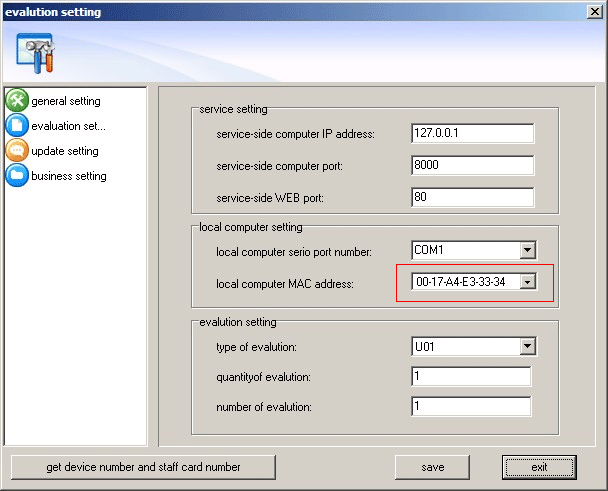 evalution setting
general setting
evaluation set...
update setting
business setting
service setting
service-side computer IP address:
127.0.0.1
service-side computer port:
8000
service-side WEB port:
80
local computer setting
local computer serio port number:
COM1
local computer MAC address:
00-17-A4-E3-33-34
evalution setting
type of evalution:
U01
quantityof evalution:
1
number of evalution:
1
get device number and staff card number
save
exit